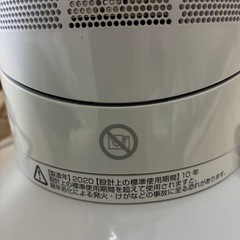 【製造年】2020【設計上の標準使用期間】10年
設計上の標準使用期間を超えて使用されますと、
経年劣化による発火・けがなどの事故に至る恐れがあります。